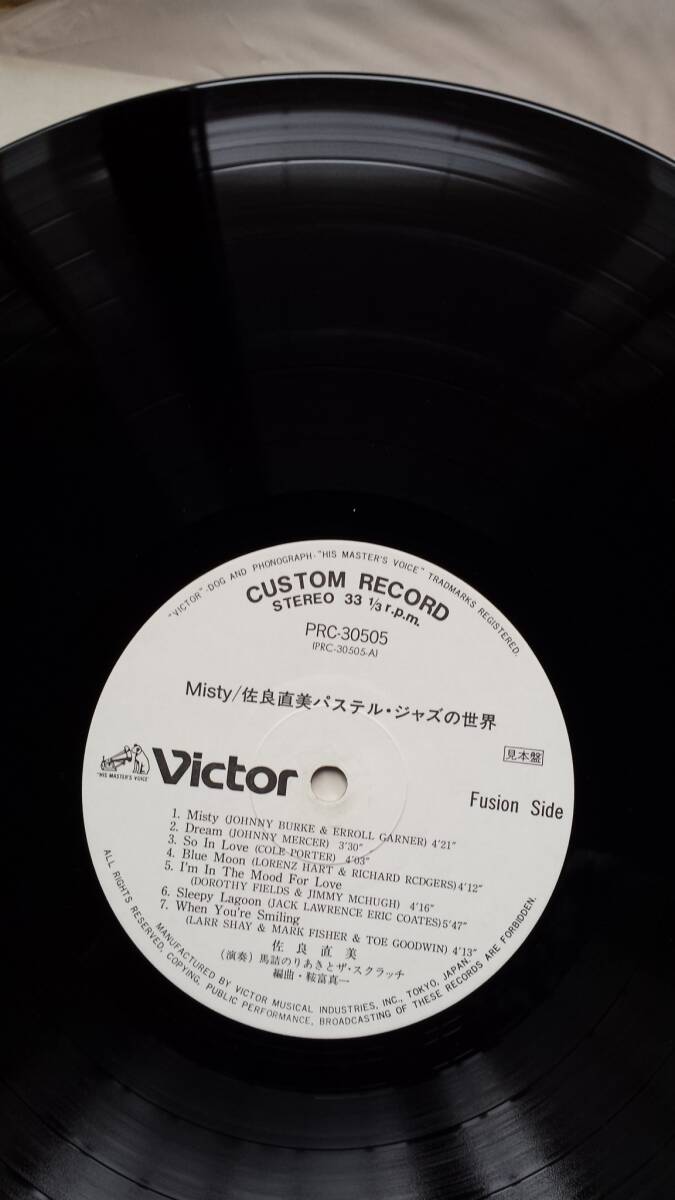 "VICTOR"-DOG AND PHONOGRAPH-"HIS MASTER'S VOICE" TRADMARKS REGISTERED.
CUSTOM RECORD
STEREO 33 1/3 r.p.m.
PRC-30505
(PRC-30505-A)
Misty/佐良直美パステル・ジャズの世界
見本盤
"HIS MASTER'S VOICE"
Victor
Fusion Side
1. Misty (JOHNNY BURKE & ERROLL GARNER) 4'21"
2. Dream (JOHNNY MERCER) 3'30"
3. So In Love (COLE PORTER) 4'03"
4. Blue Moon (LORENZ HART & RICHARD RCDGERS) 4'12"
5. I'm In The Mood For Love
(DOROTHY FIELDS & JIMMY MCHUGH) 4'16"
6. Sleepy Lagoon (JACK LAWRENCE ERIC COATES) 5'47"
7. When You're Smiling
(LARR SHAY & MARK FISHER & TOE GOODWIN) 4'13"
佐良直美
(演奏) 馬詰のりあきとザ・スクラッチ
編曲・鞍富真一
MANUFACTURED BY VICTOR MUSICAL INDUSTRIES, INC., TOKYO, JAPAN.
ALL RIGHTS RESERVED, COPYING, PUBLIC PERFORMANCE, BROADCASTING OF THESE RECORDS ARE FORBIDDEN.